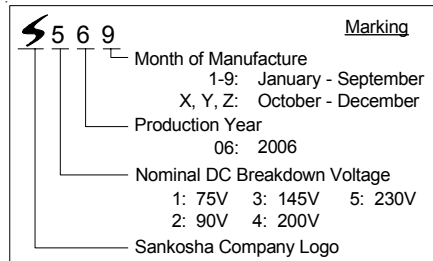 5 6 9 Marking
Month of Manufacture
1-9: January - September
X, Y, Z: October - December
Production Year
06: 2006
Nominal DC Breakdown Voltage
1: 75V 3: 145V 5: 230V
2: 90V 4: 200V
Sankosha Company Logo